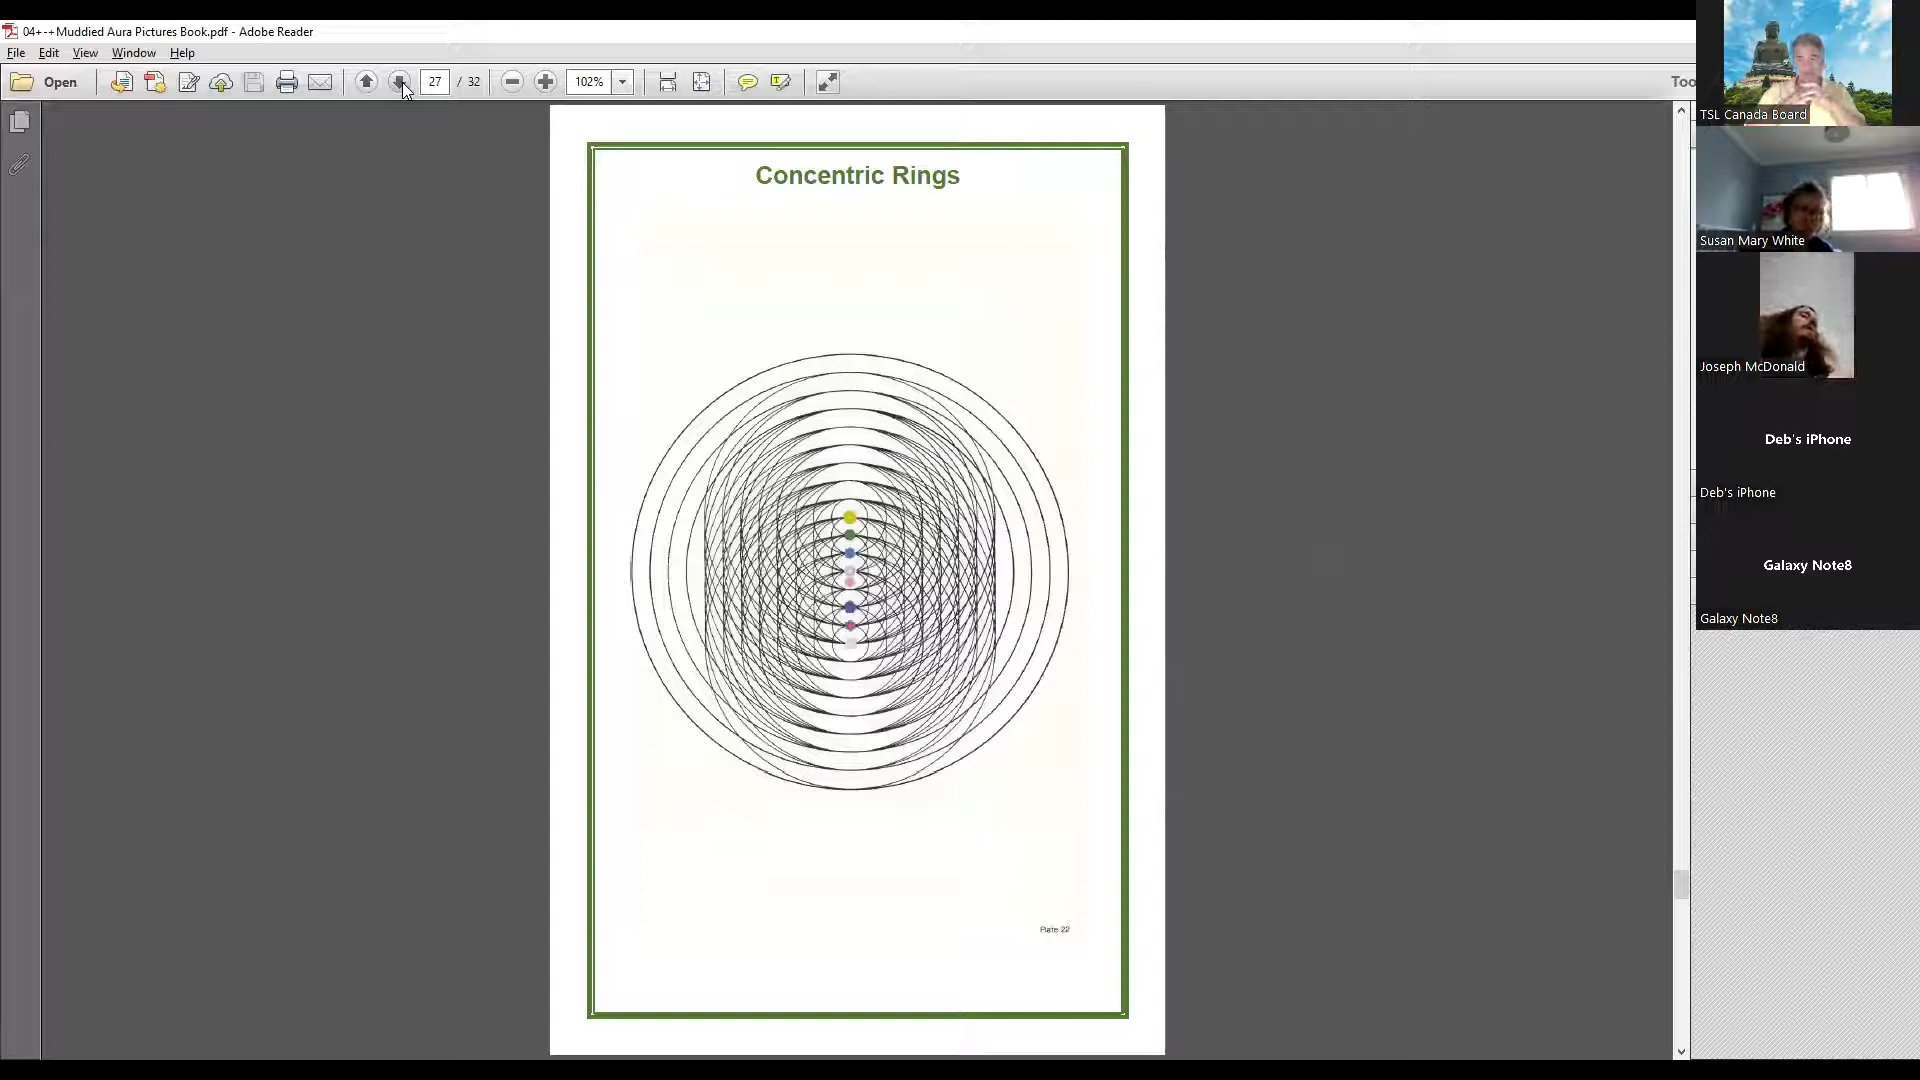 04+-+Muddied Aura Pictures Book.pdf - Adobe Reader
File Edit View Window Help
Open 27 / 32 102% Too
Concentric Rings
Plate 22
TSL Canada Board
Susan Mary White
Joseph McDonald
Deb's iPhone
Deb's iPhone
Galaxy Note8
Galaxy Note8